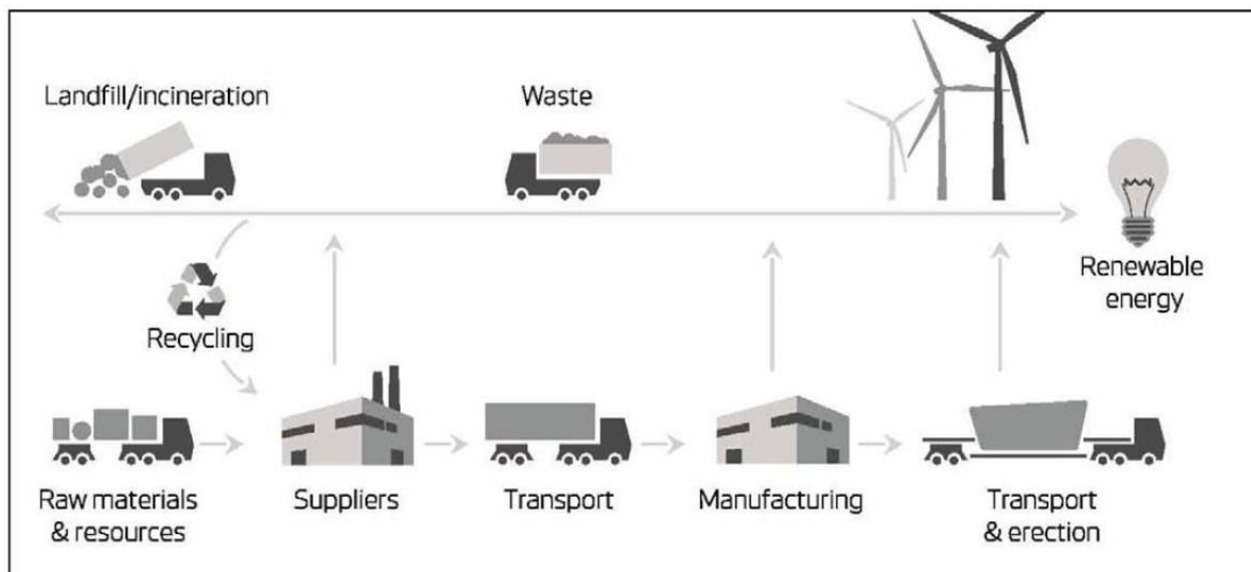 Landfill/incineration
Waste
Renewable
energy
Recycling
Raw materials
& resources
Suppliers
Transport
Manufacturing
Transport
& erection